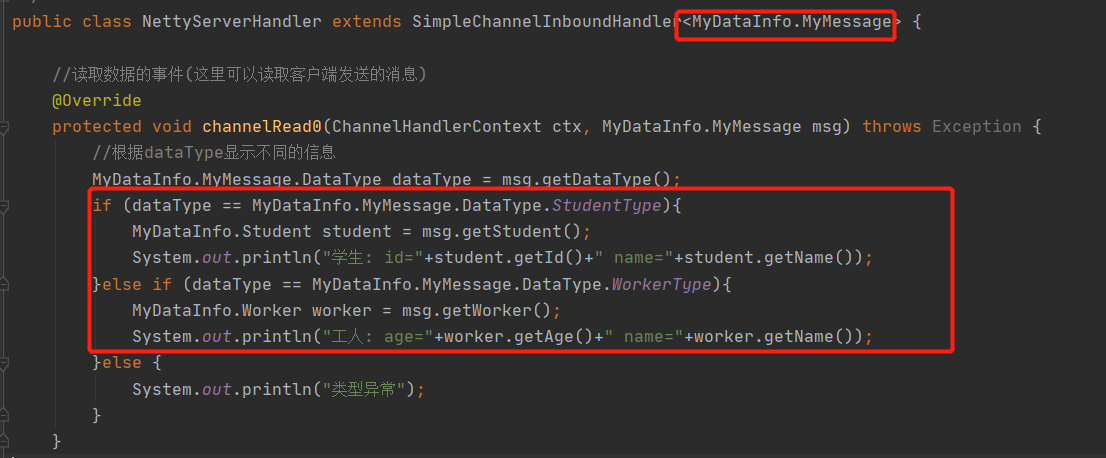 public class NettyServerHandler extends SimpleChannelInboundHandler<MyDataInfo.MyMessage> {
//读取数据的事件(这里可以读取客户端发送的消息)
@Override
protected void channelRead0(ChannelHandlerContext ctx, MyDataInfo.MyMessage msg) throws Exception {
//根据dataType显示不同的信息
MyDataInfo.MyMessage.DataType dataType = msg.getDataType();
if (dataType == MyDataInfo.MyMessage.DataType.StudentType){
MyDataInfo.Student student = msg.getStudent();
System.out.println("学生: id="+student.getId()+" name="+student.getName());
}else if (dataType == MyDataInfo.MyMessage.DataType.WorkerType){
MyDataInfo.Worker worker = msg.getWorker();
System.out.println("工人: age="+worker.getAge()+" name="+worker.getName());
}else {
System.out.println("类型异常");
}
}